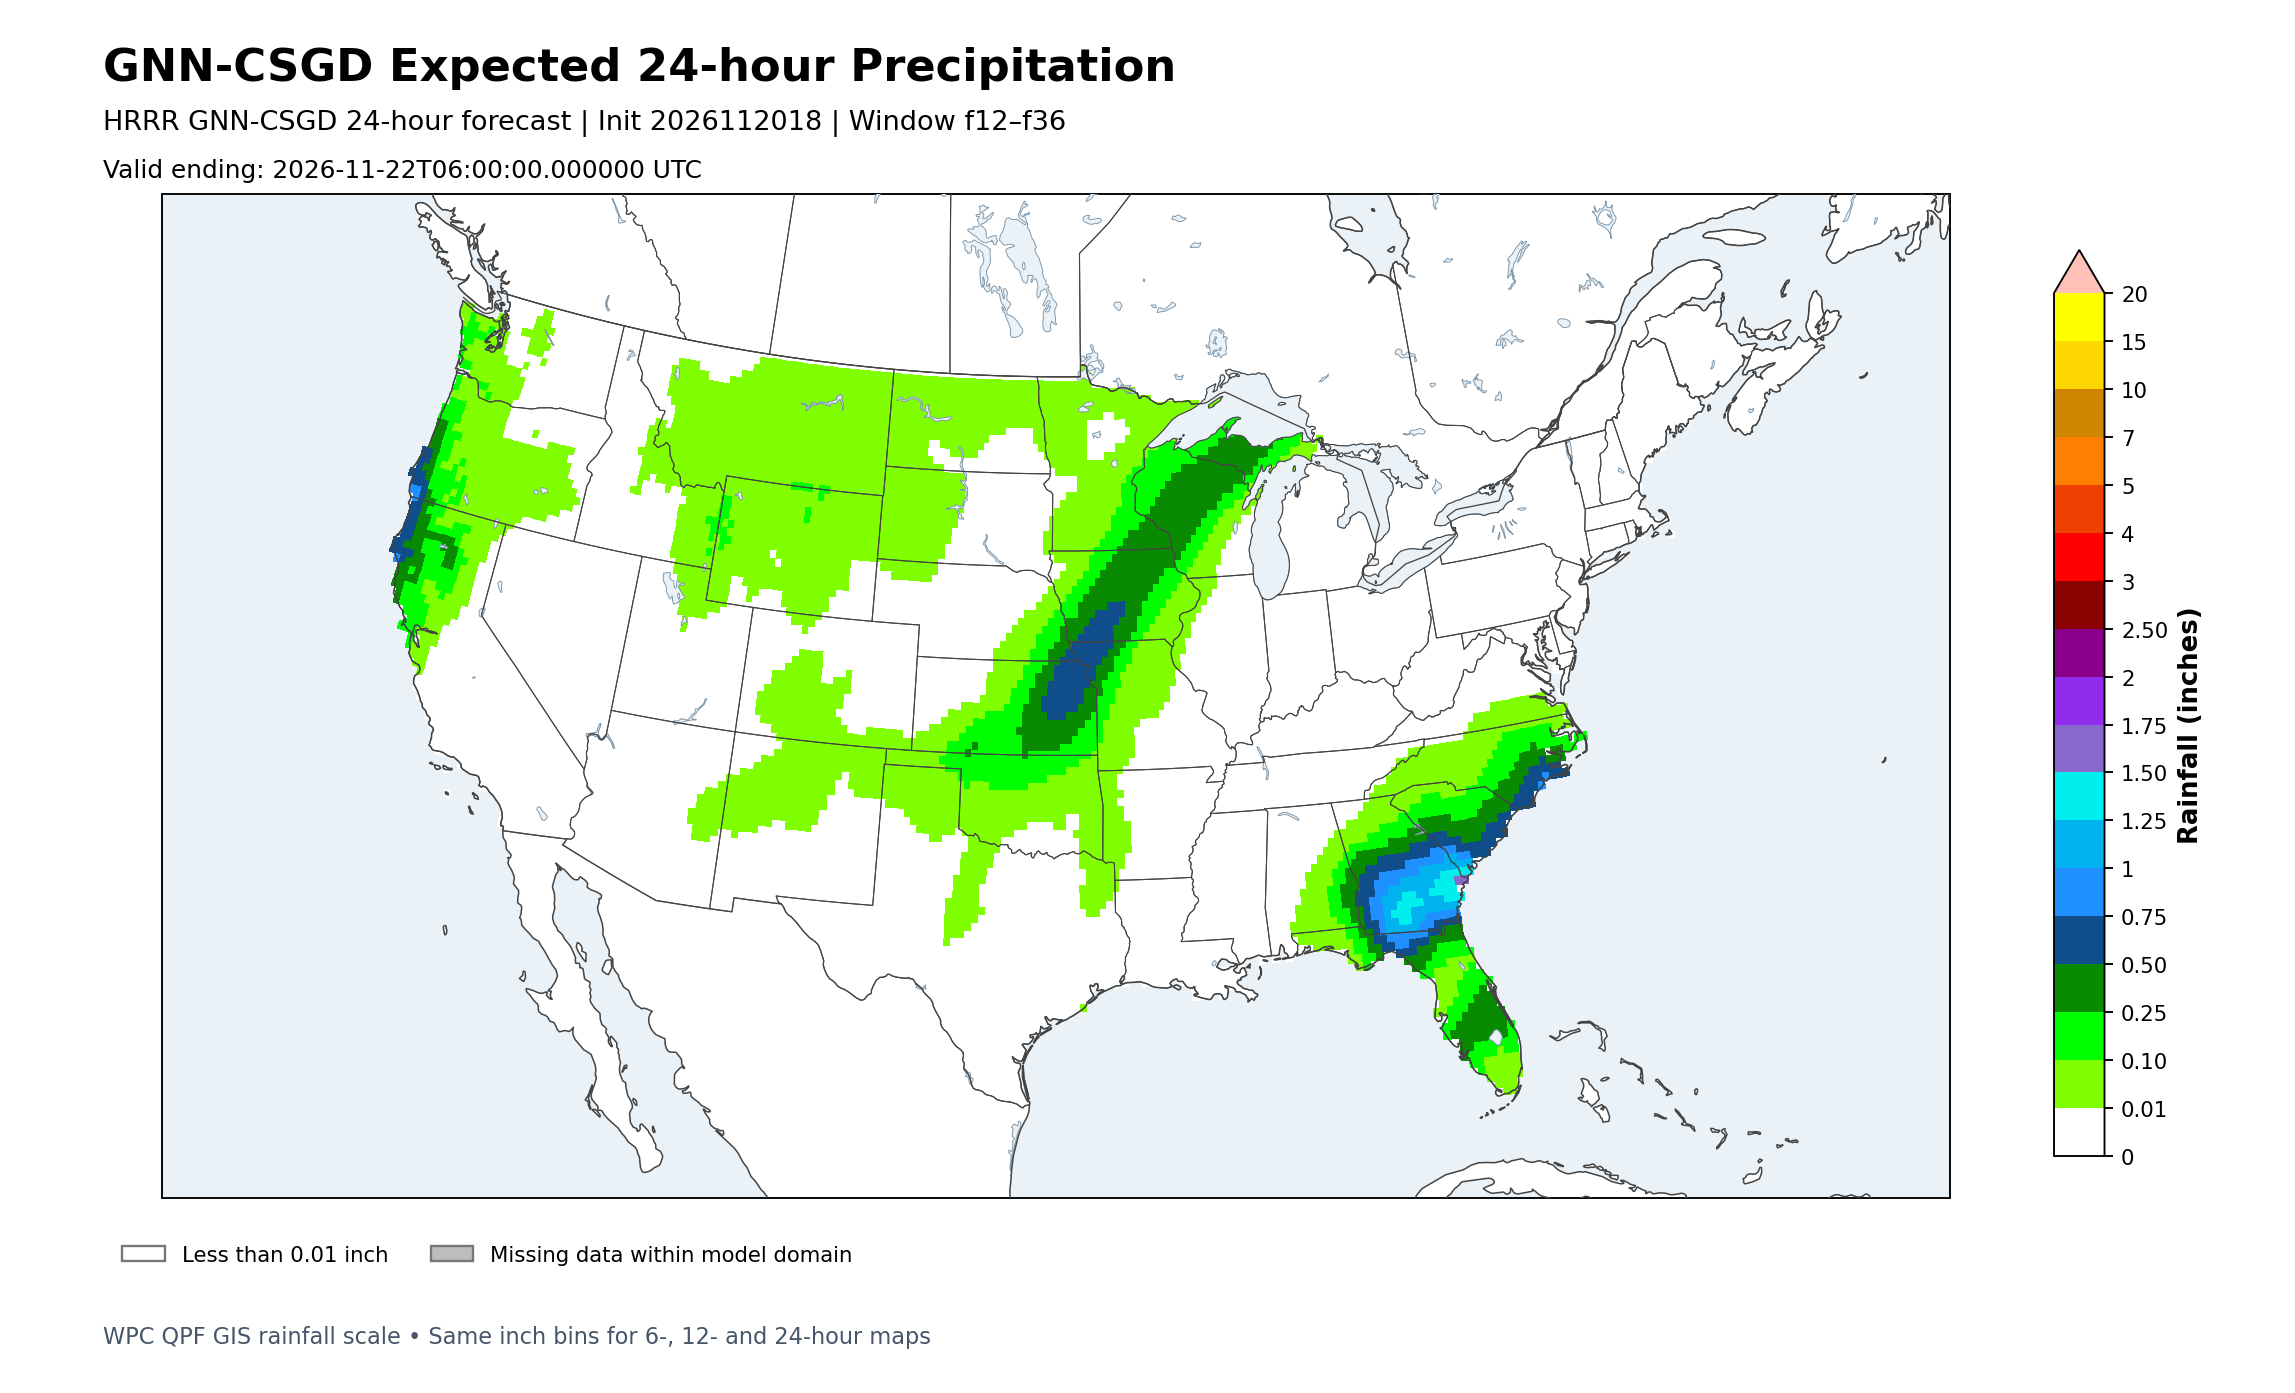 GNN-CSGD Expected 24-hour Precipitation
HRRR GNN-CSGD 24-hour forecast | Init 2026112018 | Window f12–f36
Valid ending: 2026-11-22T06:00:00.000000 UTC
20
15
10
7
5
4
3
2.50
2
1.75
1.50
1.25
1
0.75
0.50
0.25
0.10
0.01
0
Rainfall (inches)
Less than 0.01 inch
Missing data within model domain
WPC QPF GIS rainfall scale • Same inch bins for 6-, 12- and 24-hour maps